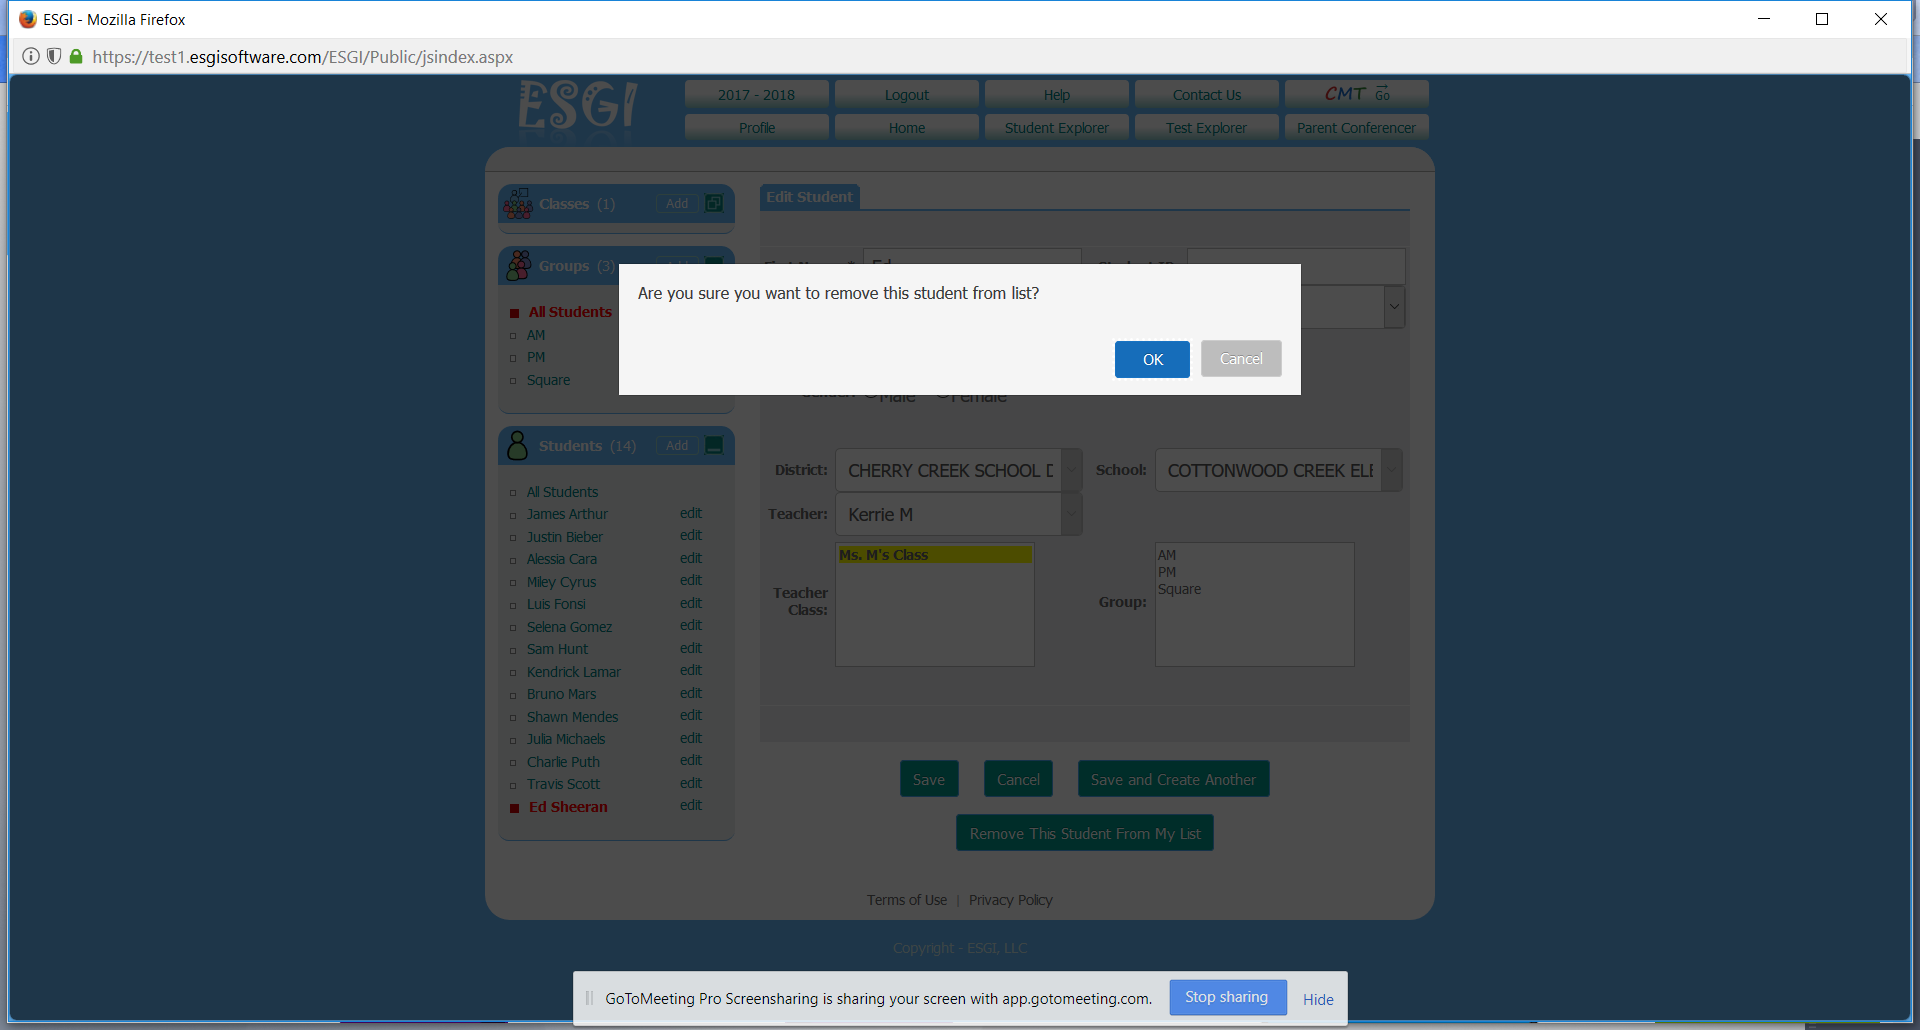 ESGI - Mozilla Firefox
https://test1.esgisoftware.com/ESGI/Public/jsindex.aspx
ESGI
2017 - 2018
Logout
Help
Contact Us
CMT Go
Profile
Home
Student Explorer
Test Explorer
Parent Conferencer
Classes (1)
Add
Edit Student
Groups (3)
Ed
Are you sure you want to remove this student from list?
OK
Cancel
All Students
AM
PM
Square
Male
Female
Students (14)
Add
All Students
James Arthur edit
Justin Bieber edit
Alessia Cara edit
Miley Cyrus edit
Luis Fonsi edit
Selena Gomez edit
Sam Hunt edit
Kendrick Lamar edit
Bruno Mars edit
Shawn Mendes edit
Julia Michaels edit
Charlie Puth edit
Travis Scott edit
Ed Sheeran edit
District: CHERRY CREEK SCHOOL D
School: COTTONWOOD CREEK ELE
Teacher: Kerrie M
Teacher Class:
Ms. M's Class
Group:
AM
PM
Square
Save
Cancel
Save and Create Another
Remove This Student From My List
Terms of Use | Privacy Policy
Copyright - ESGI, LLC
GoToMeeting Pro Screensharing is sharing your screen with app.gotomeeting.com.
Stop sharing
Hide